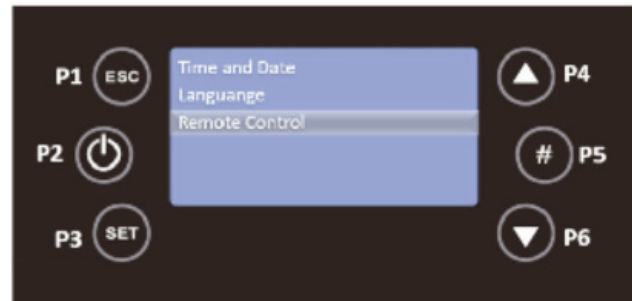 P1 ESC
Time and Date
P4
Languange
Remote Control
P2
# P5
P3 SET
P6